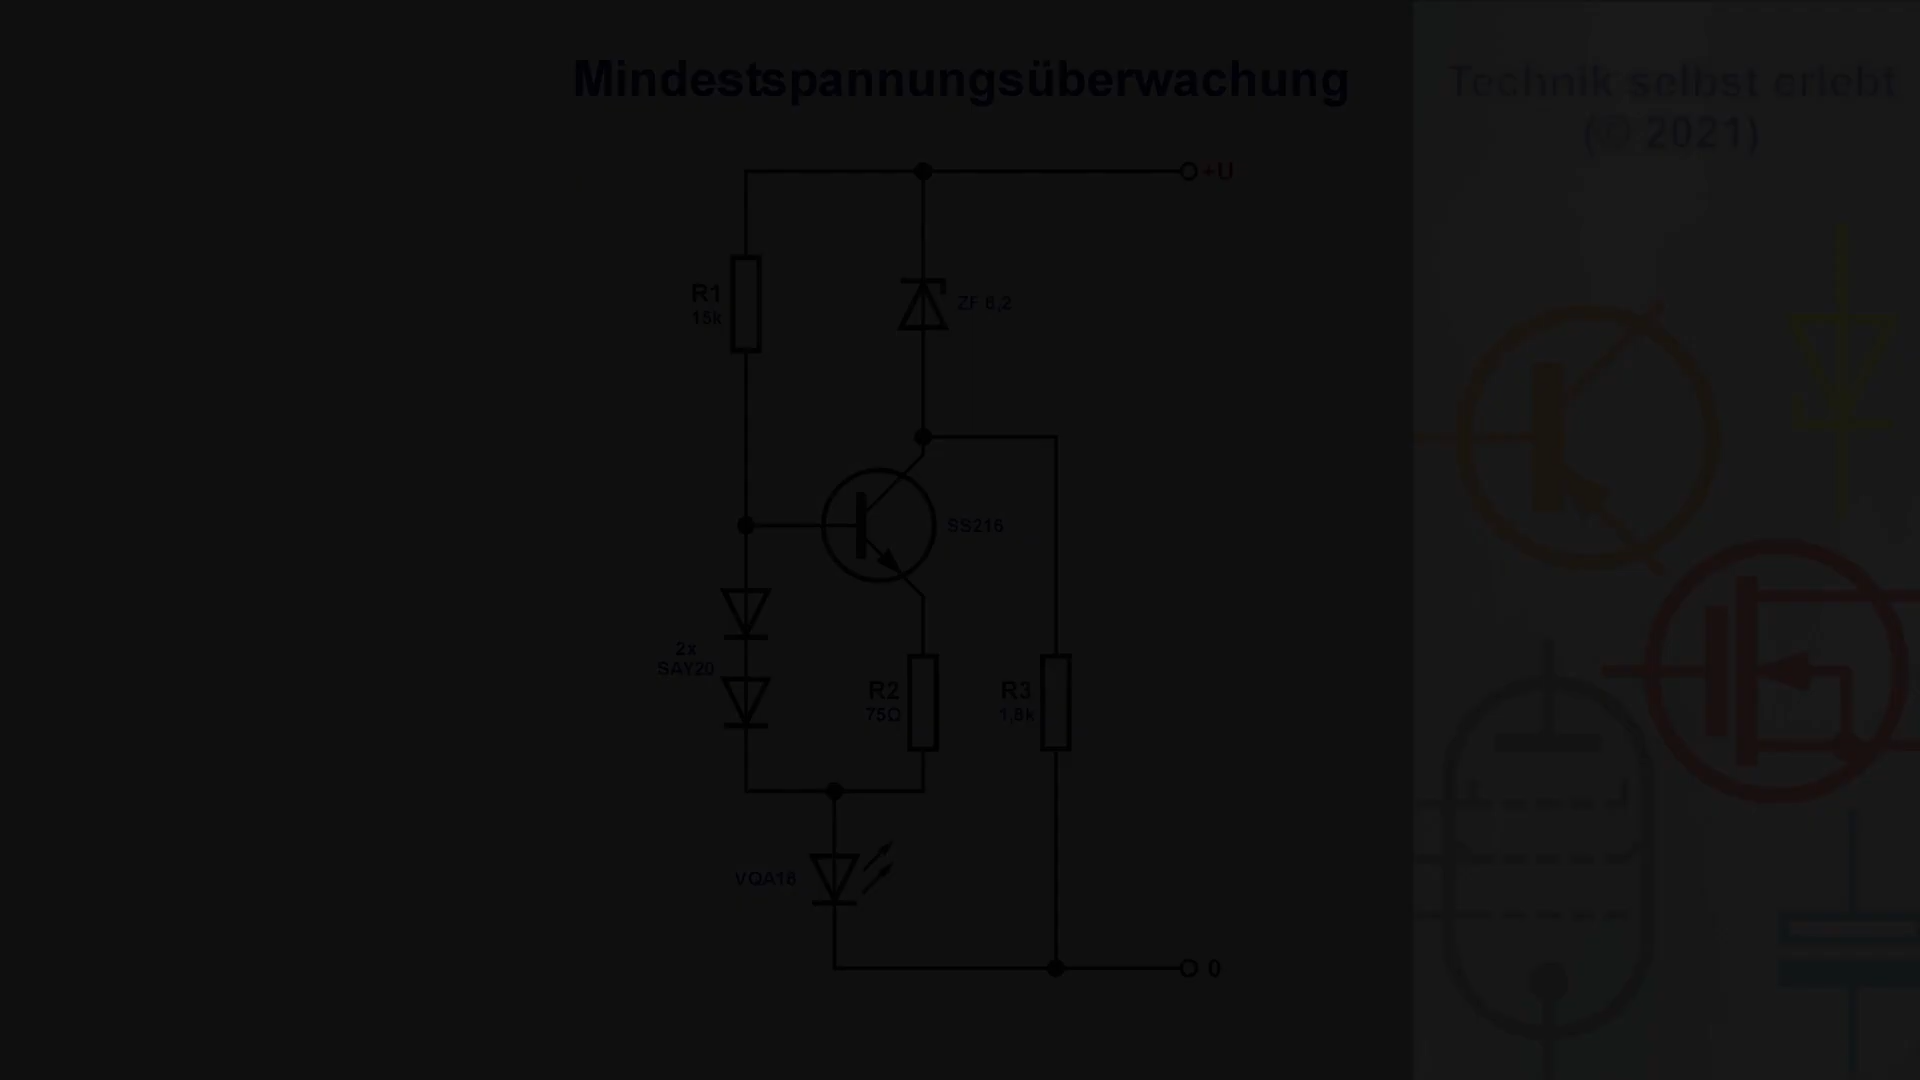 Mindestspannungsüberwachung
Technik selbst erlebt
(© 2021)
+U
R1
15k
ZF 6,2
SS216
2x
SAY20
R2
75Ω
R3
1,8k
VQA18
0